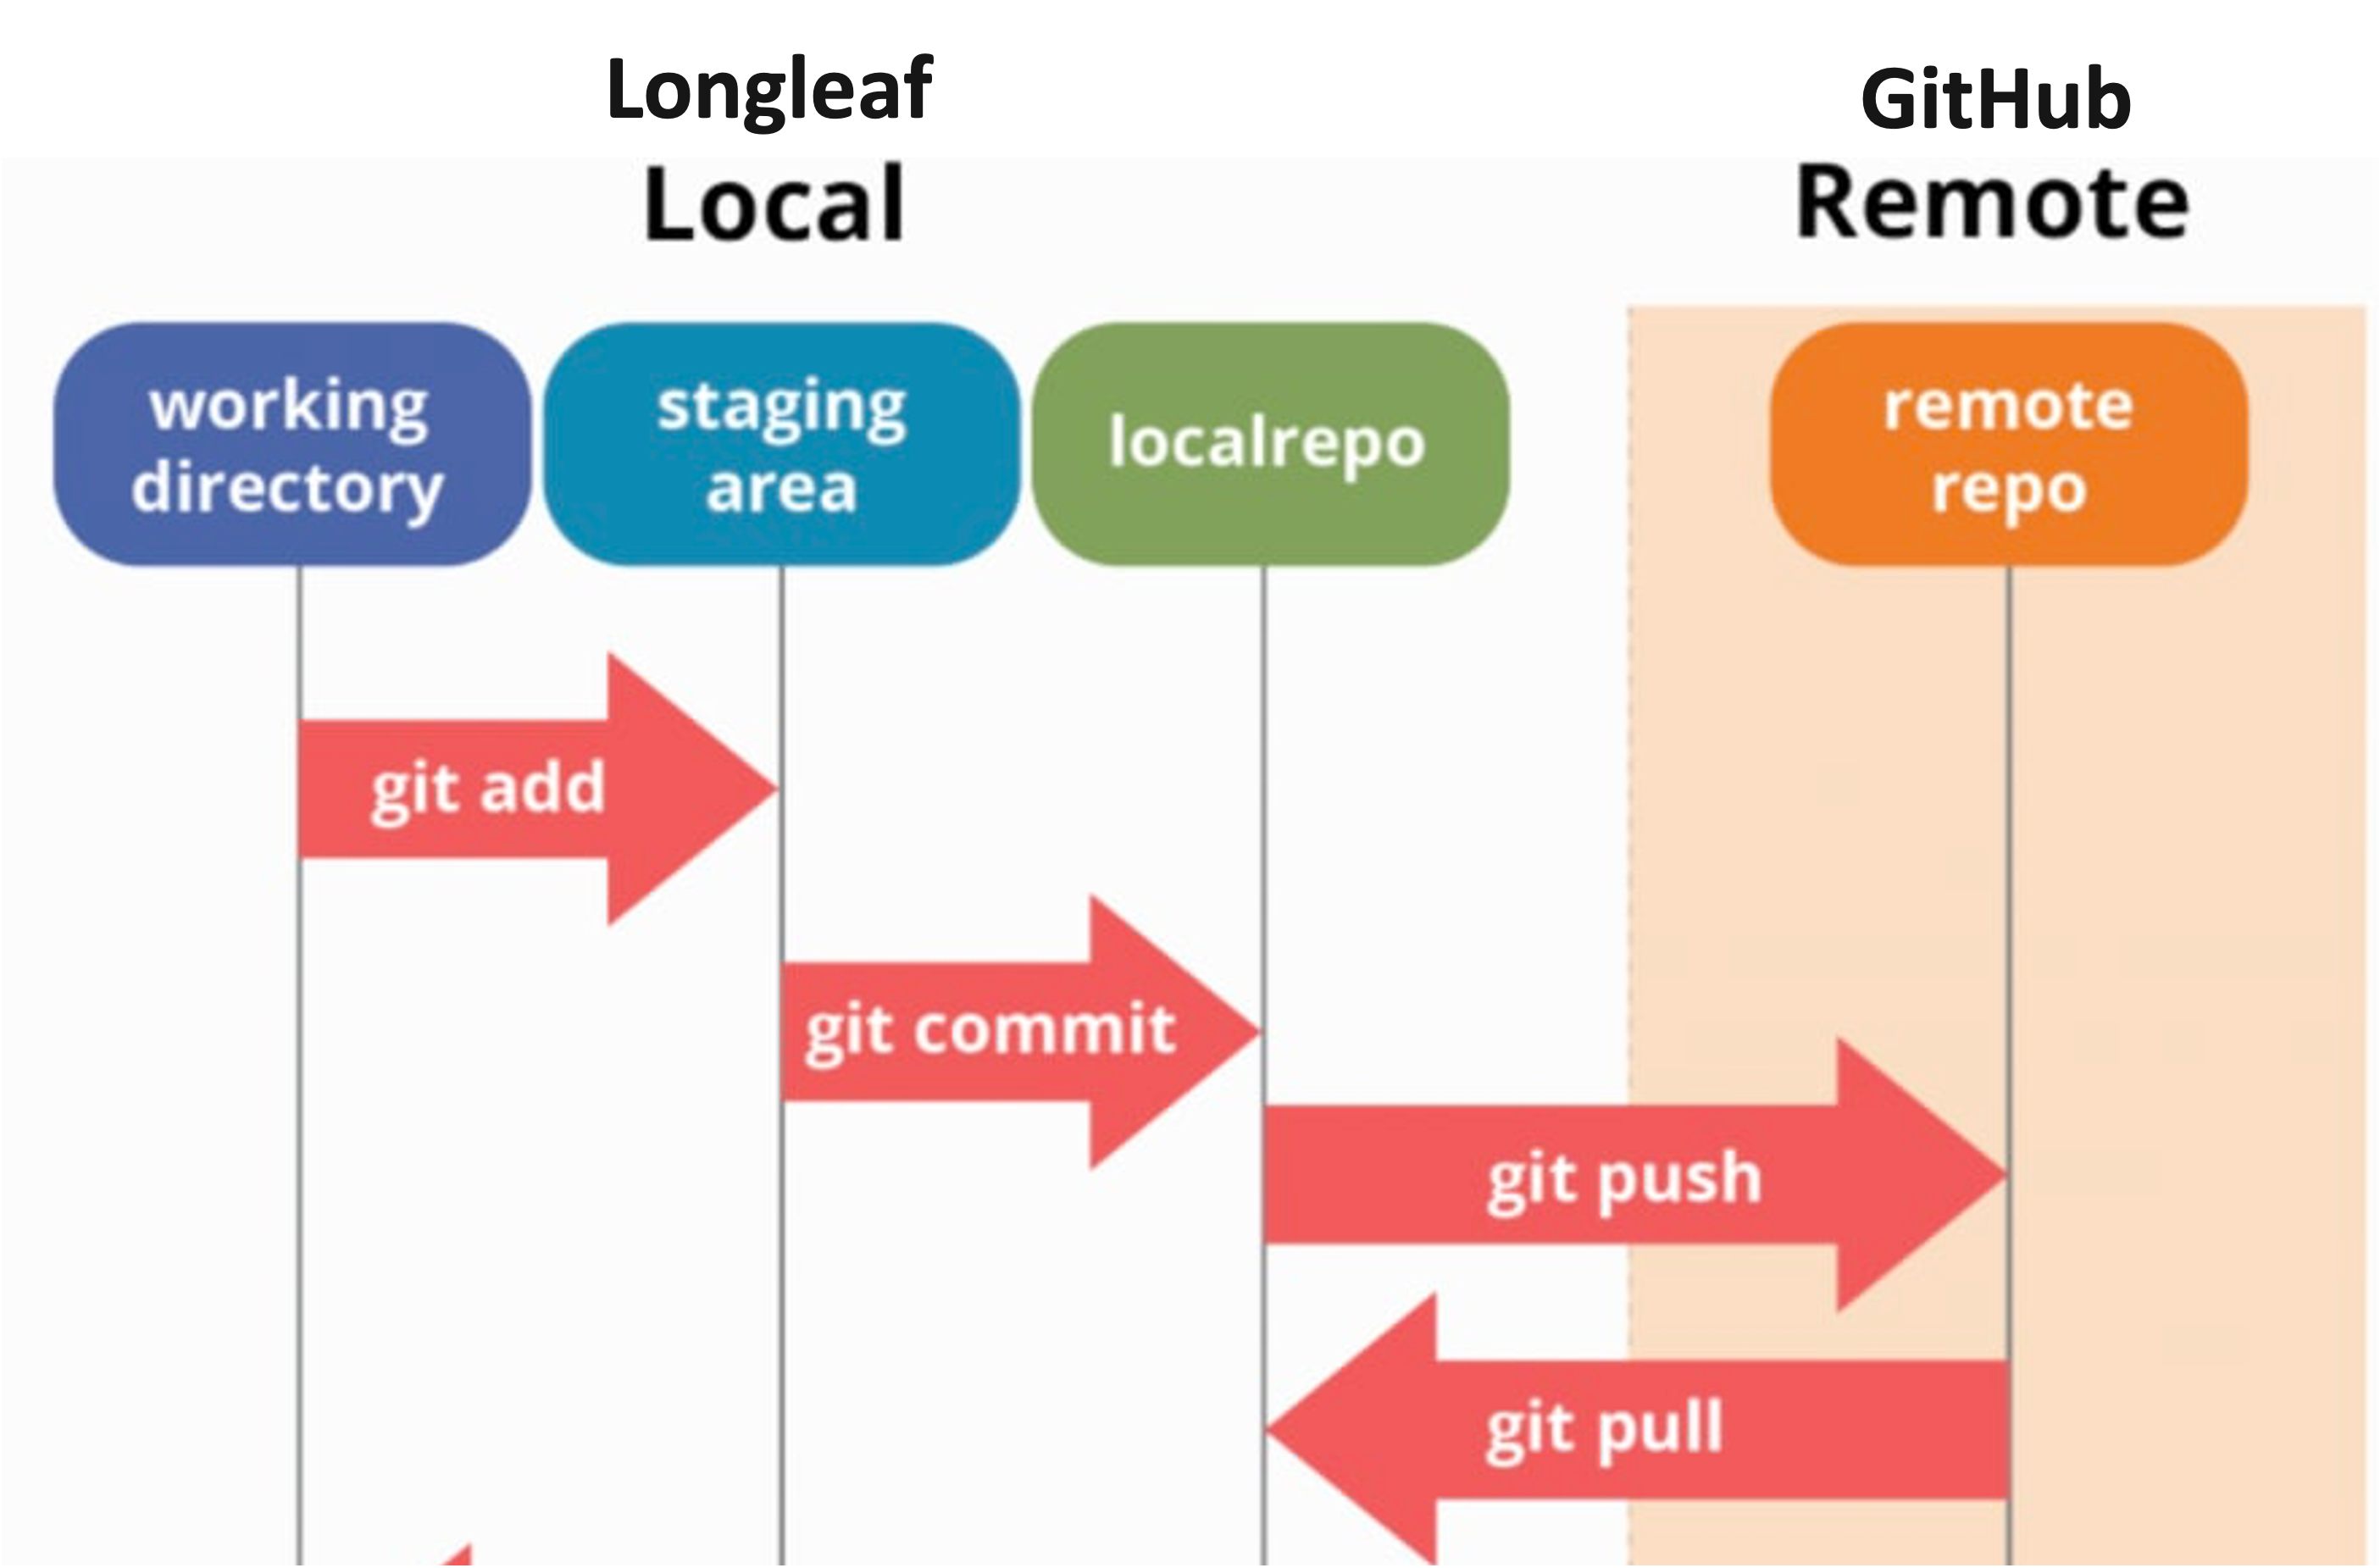 Longleaf
GitHub
Local
Remote
working
directory
staging
area
localrepo
remote
repo
git add
git commit
git push
git pull